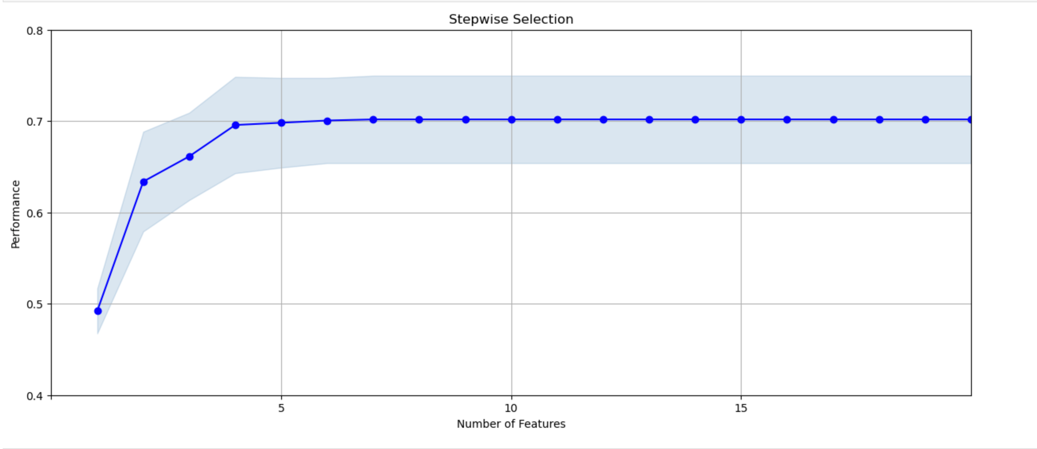 Stepwise Selection
0.8
0.7
0.6
0.5
0.4
Performance
5 10 15
Number of Features